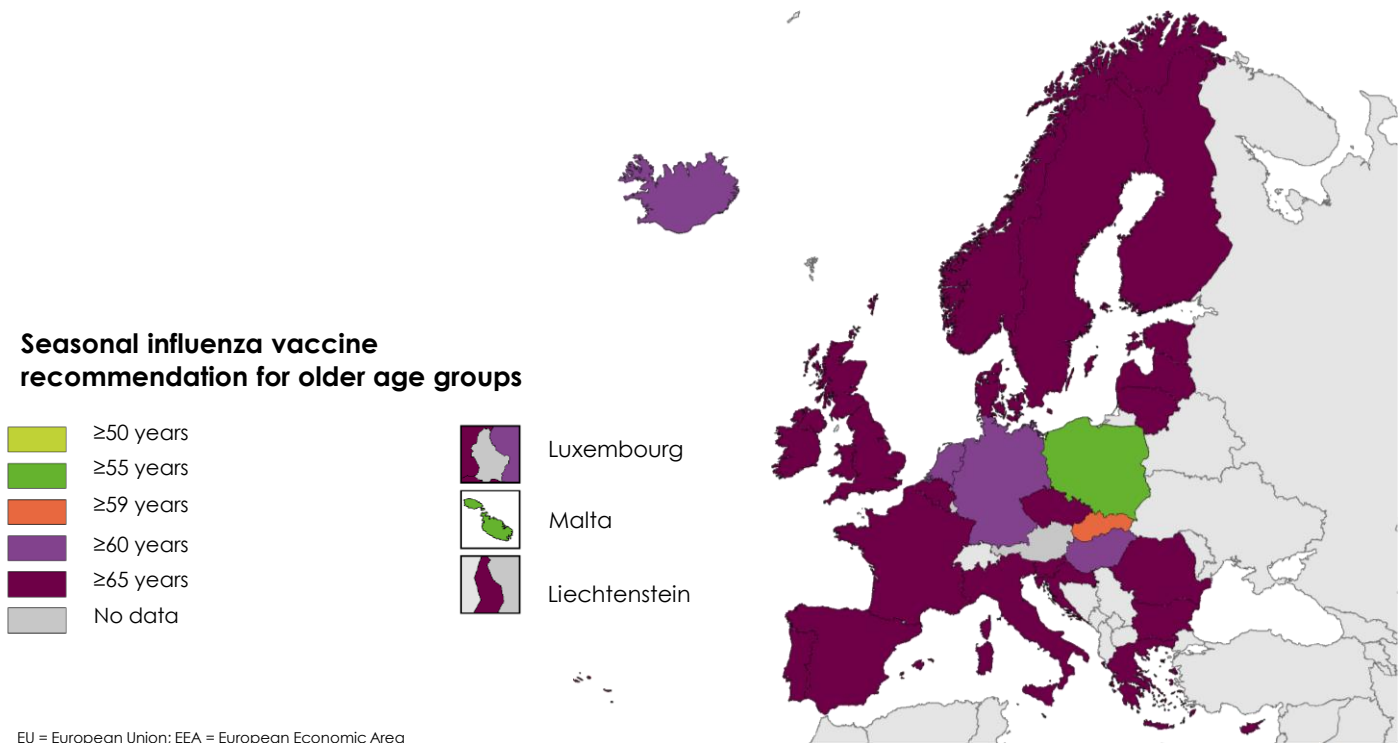 Seasonal influenza vaccine
recommendation for older age groups
≥50 years
≥55 years
≥59 years
≥60 years
≥65 years
No data
Luxembourg
Malta
Liechtenstein
EU = European Union; EEA = European Economic Area